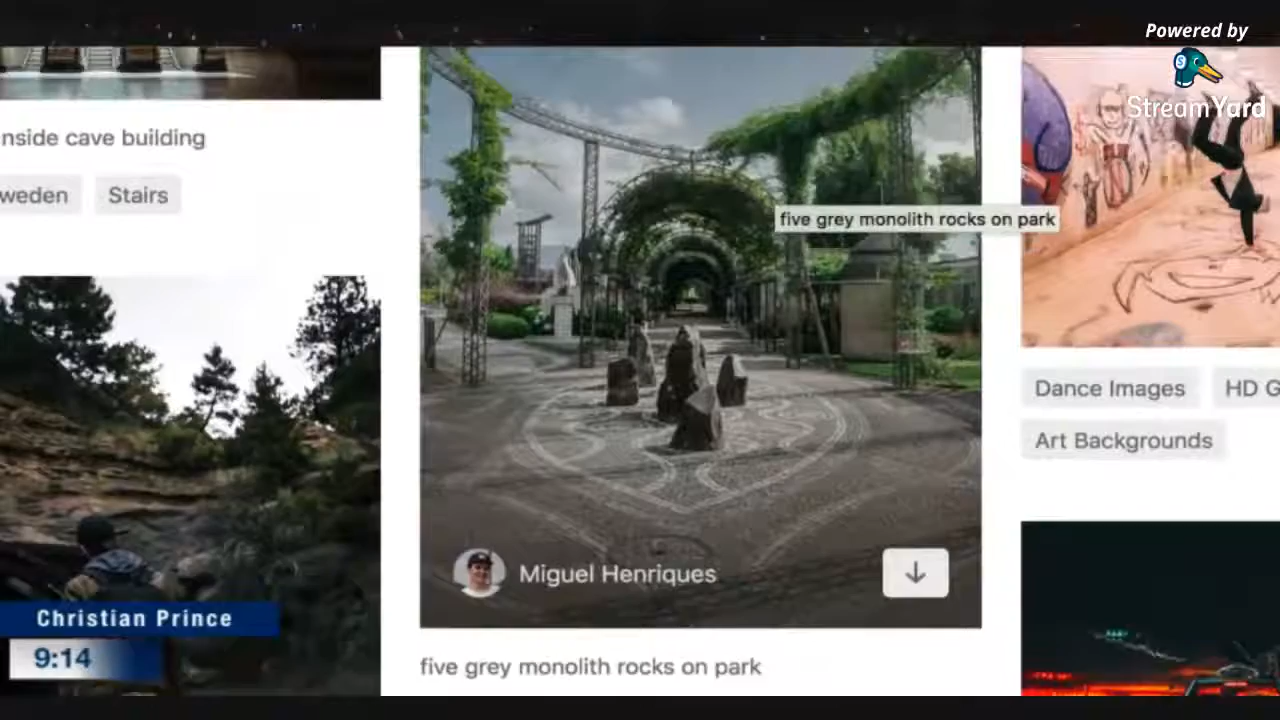 Powered by
StreamYard
nside cave building
weden
Stairs
five grey monolith rocks on park
Dance Images
HD G
Art Backgrounds
Miguel Henriques
Christian Prince
9:14
five grey monolith rocks on park